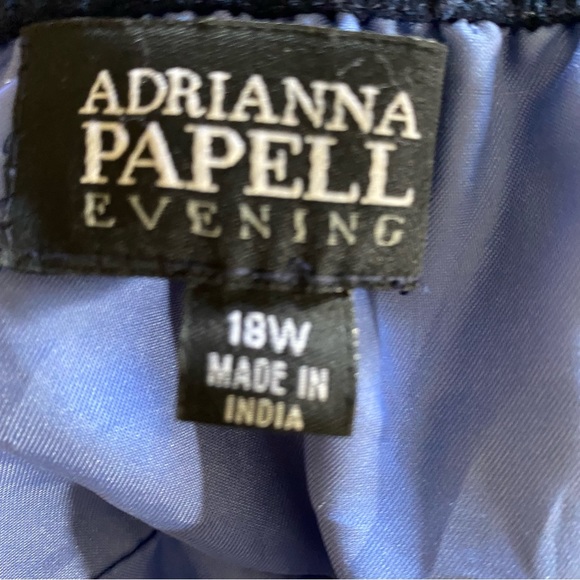 ADRIANNA
PAPELL
EVENING
18W
MADE IN
INDIA